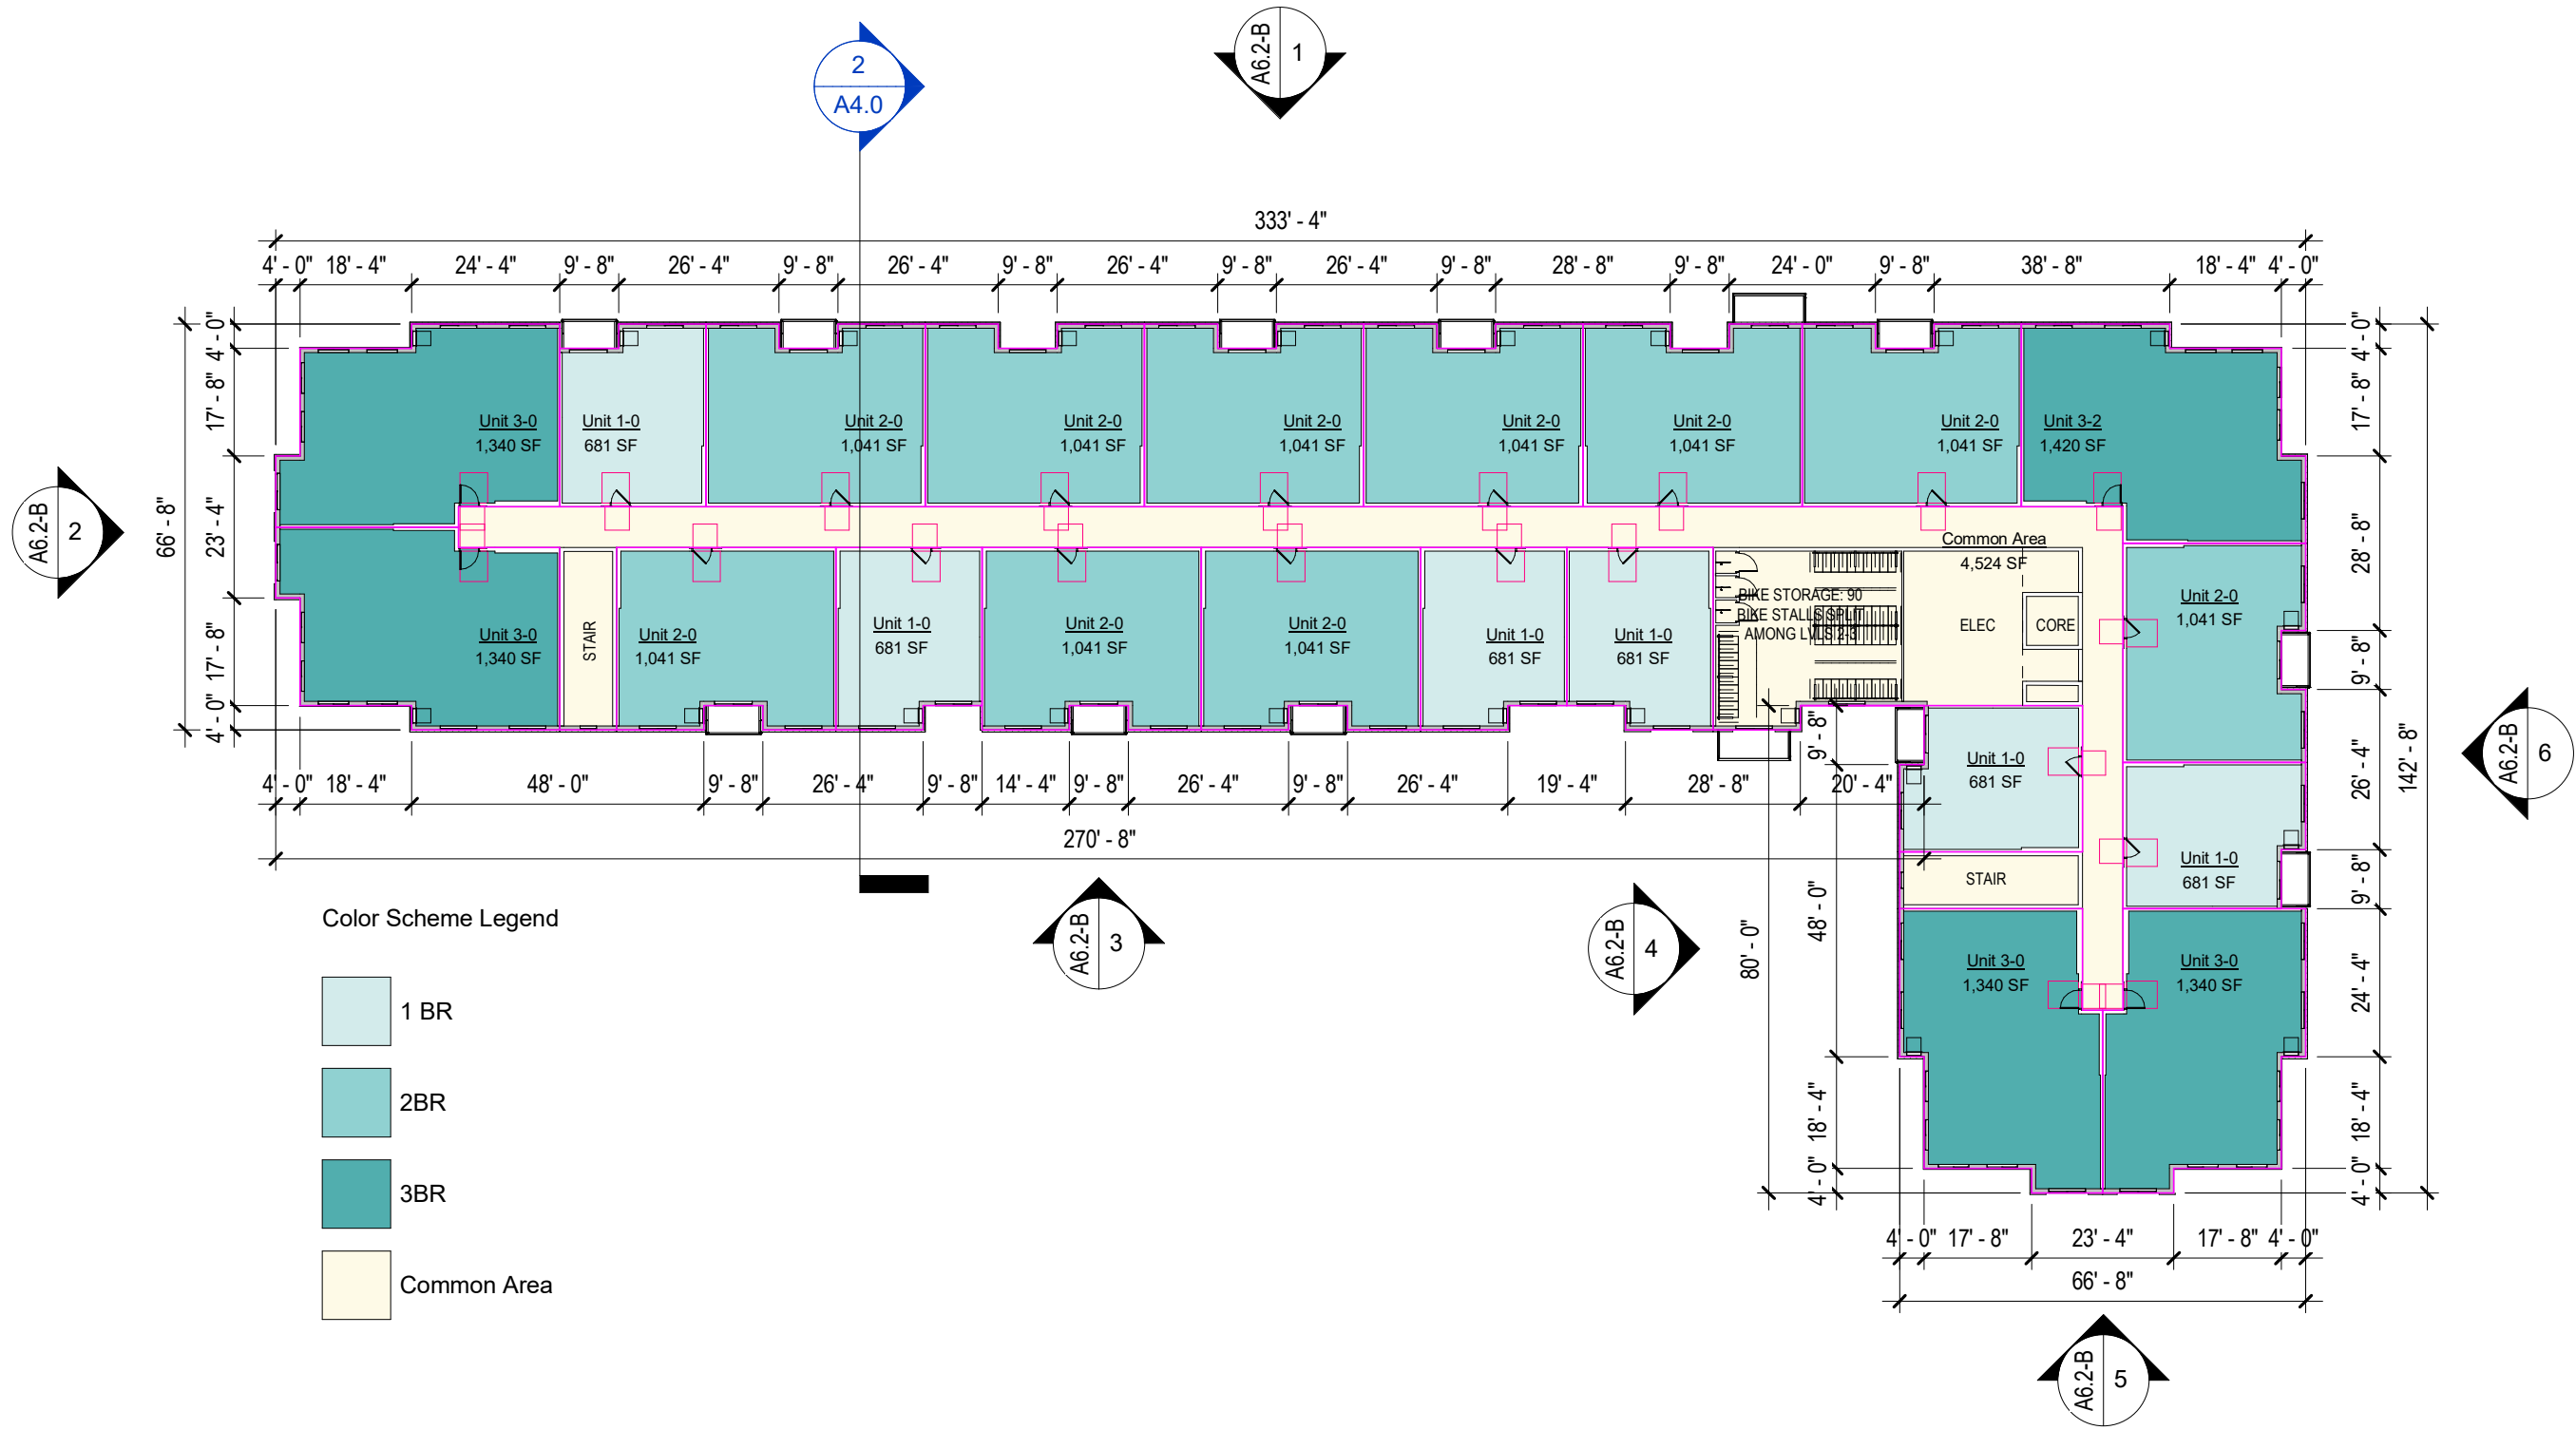 2
A4.0
A6.2-B
1
333' - 4"
4' - 0" 18' - 4" 24' - 4" 9' - 8" 26' - 4" 9' - 8" 26' - 4" 9' - 8" 26' - 4" 9' - 8" 26' - 4" 9' - 8" 28' - 8" 9' - 8" 24' - 0" 9' - 8" 38' - 8" 18' - 4" 4' - 0"
66' - 8"
4' - 0"
17' - 8"
23' - 4"
17' - 8"
4' - 0"
A6.2-B
2
Unit 3-0
1,340 SF
Unit 1-0
681 SF
Unit 2-0
1,041 SF
Unit 2-0
1,041 SF
Unit 2-0
1,041 SF
Unit 2-0
1,041 SF
Unit 2-0
1,041 SF
Unit 2-0
1,041 SF
Unit 3-2
1,420 SF
Common Area
4,524 SF
Unit 3-0
1,340 SF
STAIR
Unit 2-0
1,041 SF
Unit 1-0
681 SF
Unit 2-0
1,041 SF
Unit 2-0
1,041 SF
Unit 1-0
681 SF
Unit 1-0
681 SF
BIKE STORAGE: 90
BIKE STALLS SPLIT
AMONG LVLS 2-3
ELEC
CORE
Unit 2-0
1,041 SF
Unit 1-0
681 SF
Unit 1-0
681 SF
STAIR
Unit 3-0
1,340 SF
Unit 3-0
1,340 SF
4' - 0"
17' - 8"
28' - 8"
9' - 8"
26' - 4"
9' - 8"
24' - 4"
18' - 4"
4' - 0"
142' - 8"
A6.2-B
6
4' - 0" 18' - 4" 48' - 0" 9' - 8" 26' - 4" 9' - 8" 14' - 4" 9' - 8" 26' - 4" 9' - 8" 26' - 4" 19' - 4" 28' - 8" 20' - 4"
270' - 8"
9' - 8"
48' - 0"
18' - 4"
4' - 0"
80' - 0"
A6.2-B
3
A6.2-B
4
4' - 0" 17' - 8" 23' - 4" 17' - 8" 4' - 0"
66' - 8"
A6.2-B
5
Color Scheme Legend
1 BR
2BR
3BR
Common Area